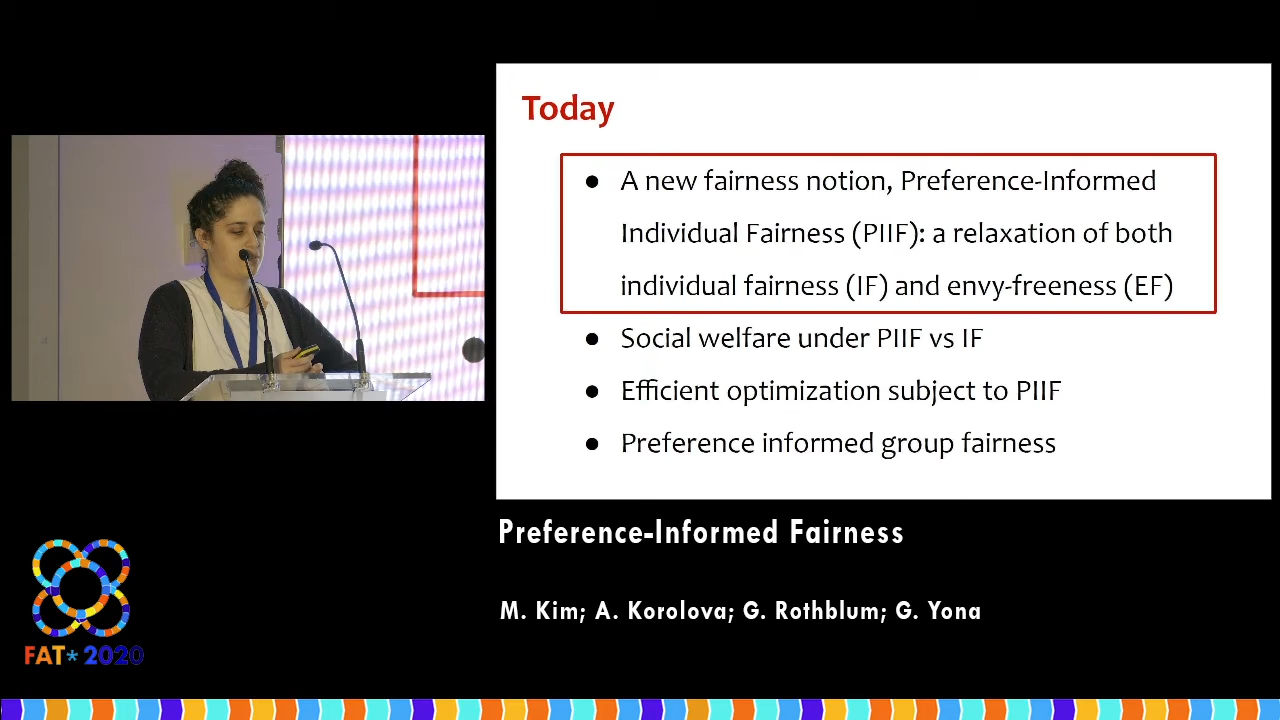 Today
● A new fairness notion, Preference-Informed
Individual Fairness (PIIF): a relaxation of both
individual fairness (IF) and envy-freeness (EF)
● Social welfare under PIIF vs IF
● Efficient optimization subject to PIIF
● Preference informed group fairness
Preference-Informed Fairness
M. Kim; A. Korolova; G. Rothblum; G. Yona
FAT* 2020